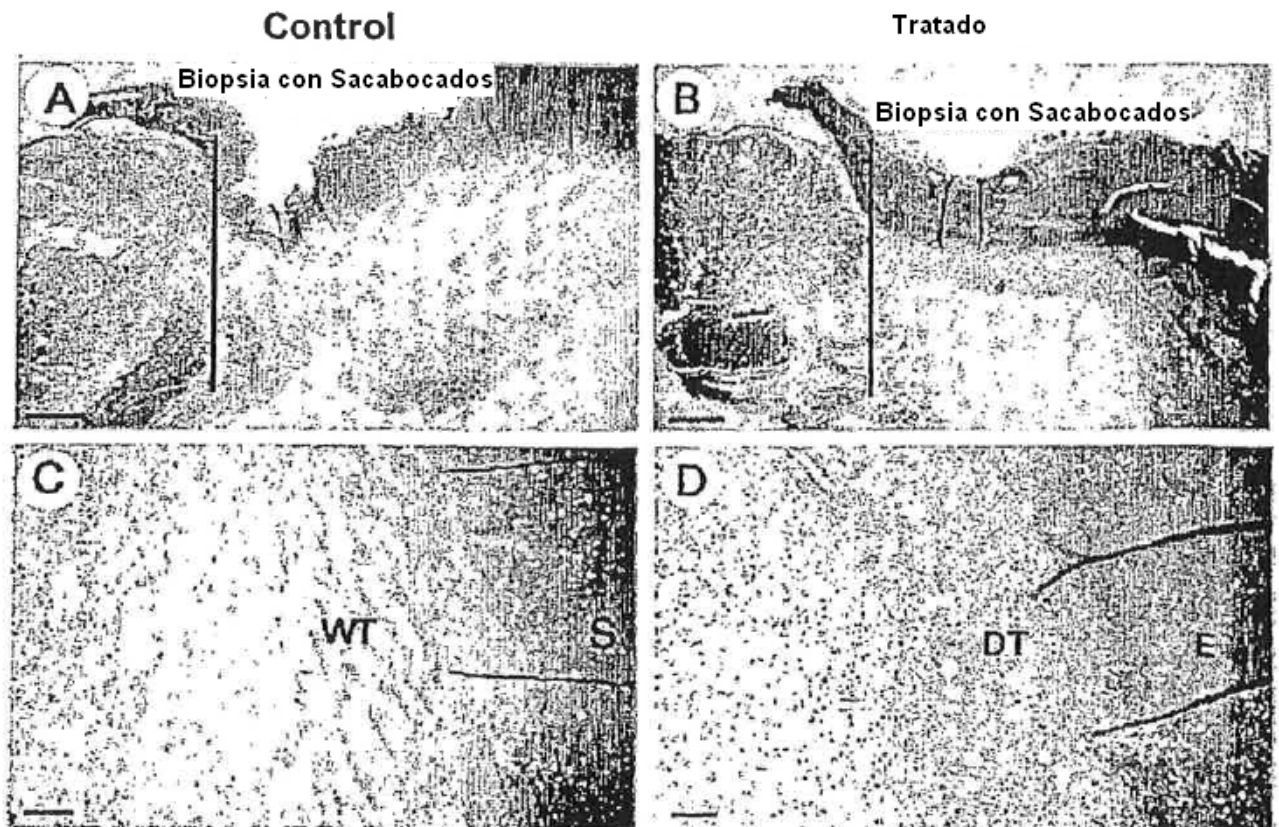 Control
Tratado
A
Biopsia con Sacabocados
B
Biopsia con Sacabocados
C
WT
S
D
DT
E